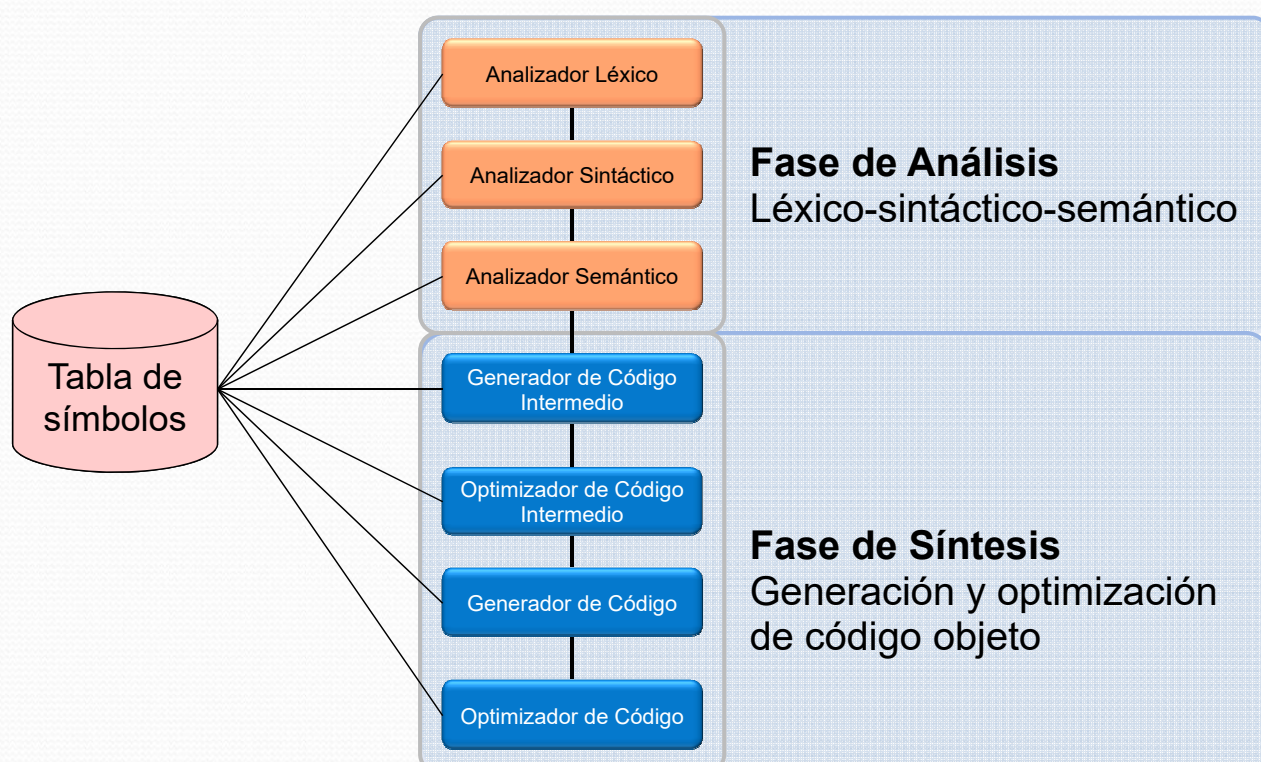 Analizador Léxico
Analizador Sintáctico
Analizador Semántico
Fase de Análisis
Léxico-sintáctico-semántico
Tabla de
símbolos
Generador de Código
Intermedio
Optimizador de Código
Intermedio
Generador de Código
Optimizador de Código
Fase de Síntesis
Generación y optimización
de código objeto